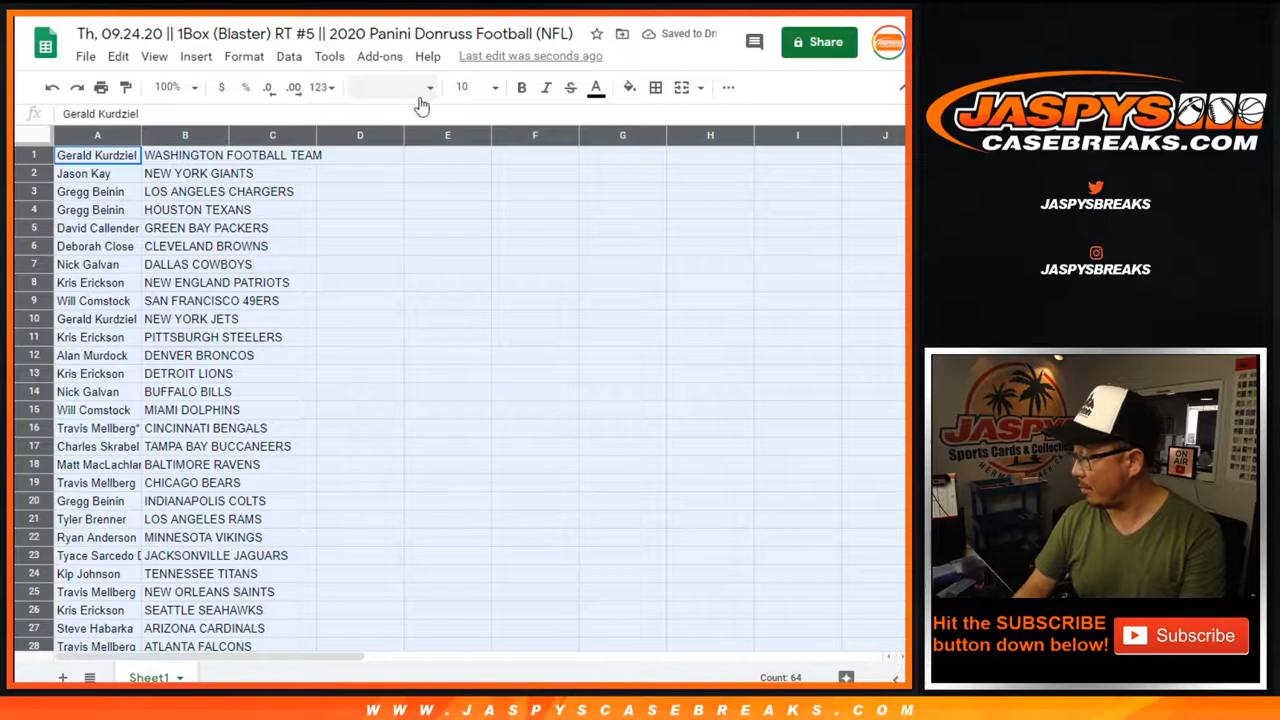 Th, 09.24.20 || 1Box (Blaster) RT #5 || 2020 Panini Donruss Football (NFL)
Saved to Dri
File Edit View Insert Format Data Tools Add-ons Help Last edit was seconds ago
Share
100% $ % .0 .00 123 10 B I S A
fx Gerald Kurdziel
A B C D E F G H I J
1 Gerald Kurdziel WASHINGTON FOOTBALL TEAM
2 Jason Kay NEW YORK GIANTS
3 Gregg Beinin LOS ANGELES CHARGERS
4 Gregg Beinin HOUSTON TEXANS
5 David Callender GREEN BAY PACKERS
6 Deborah Close CLEVELAND BROWNS
7 Nick Galvan DALLAS COWBOYS
8 Kris Erickson NEW ENGLAND PATRIOTS
9 Will Comstock SAN FRANCISCO 49ERS
10 Gerald Kurdziel NEW YORK JETS
11 Kris Erickson PITTSBURGH STEELERS
12 Alan Murdock DENVER BRONCOS
13 Kris Erickson DETROIT LIONS
14 Nick Galvan BUFFALO BILLS
15 Will Comstock MIAMI DOLPHINS
16 Travis Mellberg* CINCINNATI BENGALS
17 Charles Skrabel TAMPA BAY BUCCANEERS
18 Matt MacLachlan BALTIMORE RAVENS
19 Travis Mellberg CHICAGO BEARS
20 Gregg Beinin INDIANAPOLIS COLTS
21 Tyler Brenner LOS ANGELES RAMS
22 Ryan Anderson MINNESOTA VIKINGS
23 Tyace Sarcedo D JACKSONVILLE JAGUARS
24 Kip Johnson TENNESSEE TITANS
25 Travis Mellberg NEW ORLEANS SAINTS
26 Kris Erickson SEATTLE SEAHAWKS
27 Steve Habarka ARIZONA CARDINALS
28 Travis Mellberg ATLANTA FALCONS
Sheet1
Count: 64
JASPYS
CASEBREAKS.COM
JASPYSBREAKS
JASPYSBREAKS
JASPYS
Sports Cards & Collectib
HERMOSA BEACH, CA
ON
AIR
Hit the SUBSCRIBE
button down below!
Subscribe
WWW.JASPYSCASEBREAKS.COM